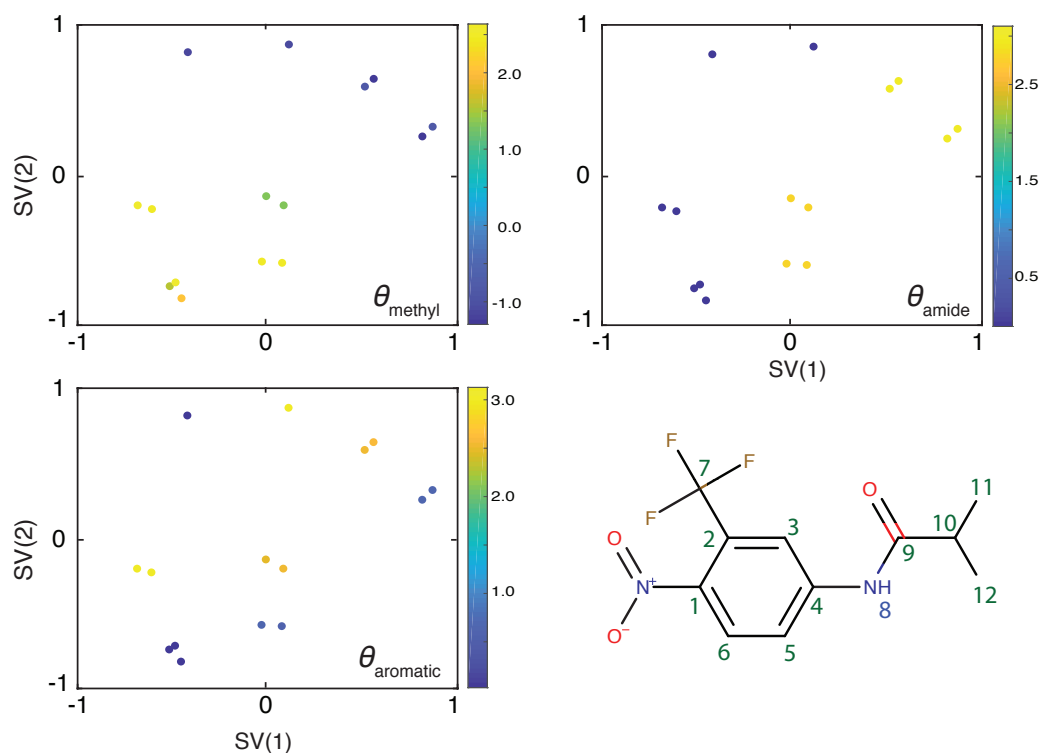 1
0
-1
-1
0
1
SV(2)
θmethyl
2.0
1.0
0.0
-1.0
1
0
-1
-1
0
1
SV(1)
θamide
2.5
1.5
0.5
1
0
-1
-1
0
1
SV(2)
SV(1)
θaromatic
3.0
2.0
1.0
F
7
F
F
O
11
O
2
3
10
9
N+
1
4
NH
12
8
O−
6
5